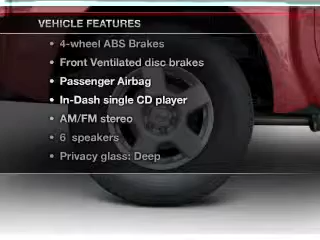 VEHICLE FEATURES
• 4-wheel ABS Brakes
• Front Ventilated disc brakes
• Passenger Airbag
• In-Dash single CD player
• AM/FM stereo
• 6 speakers
• Privacy glass: Deep